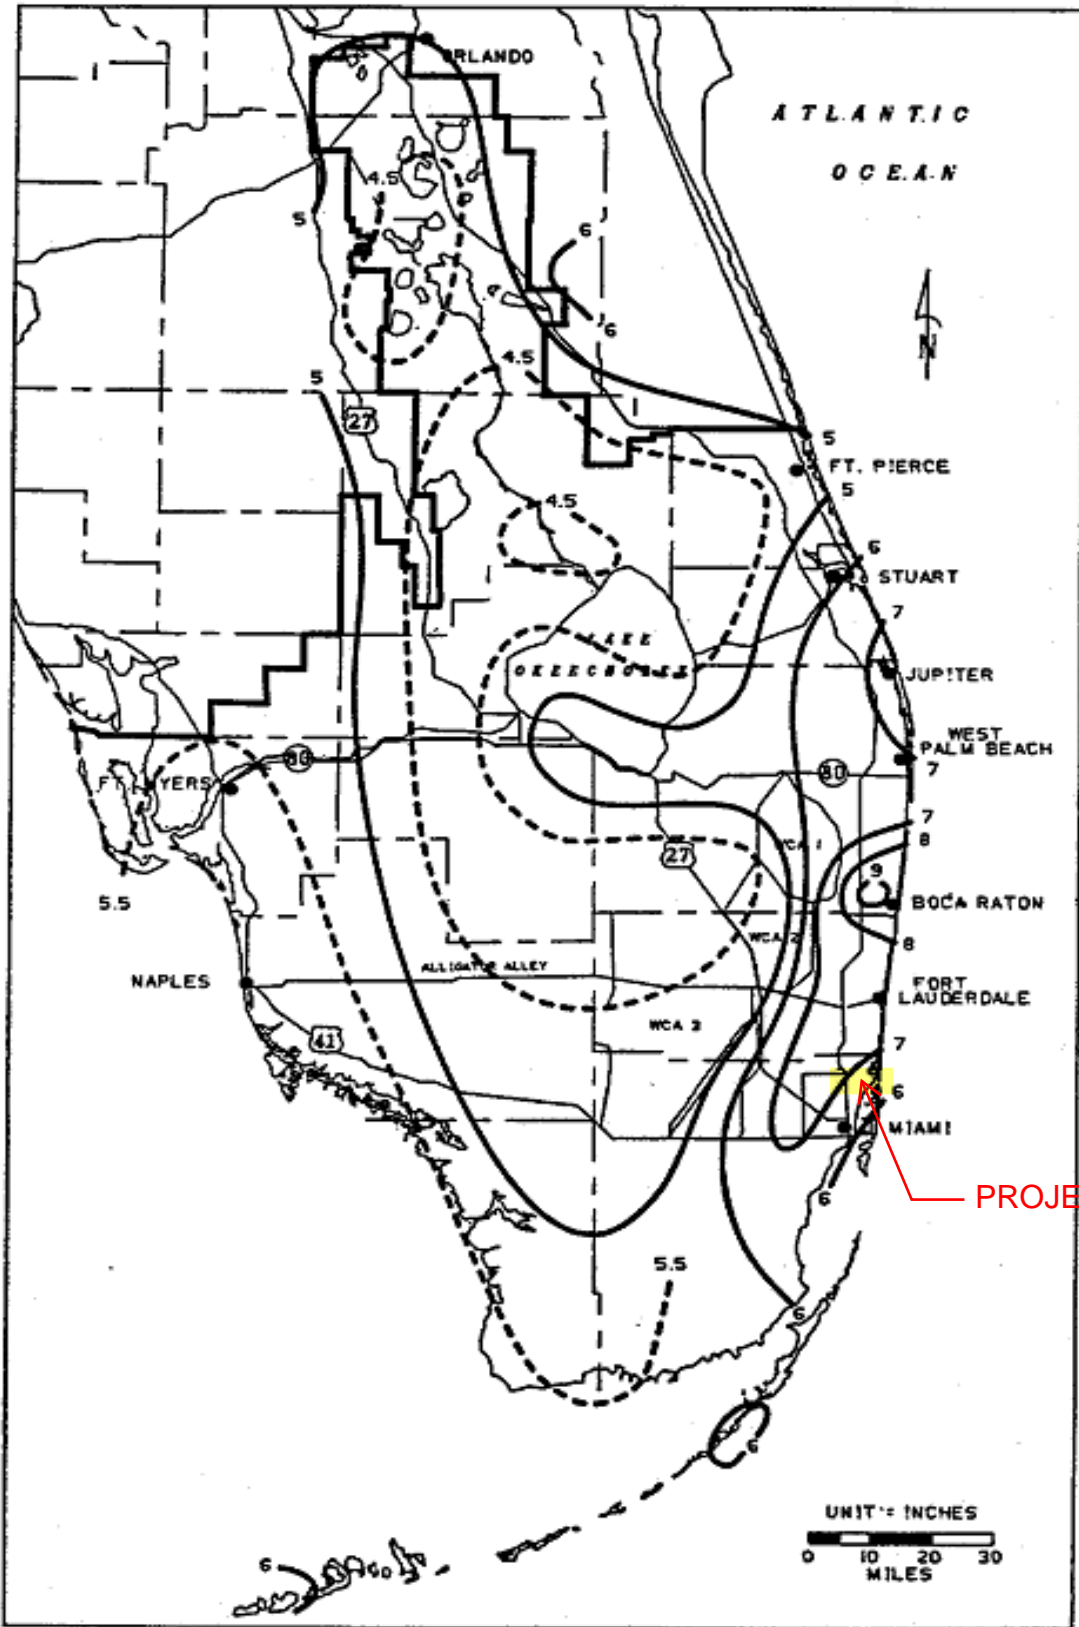 ORLANDO
ATLANTIC
OCEAN
4.5
5
6
6
N
4.5
5
27
5
FT. PIERCE
5
4.5
6
STUART
7
LAKE
OKEECHOBEE
JUPITER
WEST
PALM BEACH
80
80
7
FT. MYERS
7
8
WCA 1
27
9
5.5
BOCA RATON
WCA 2
8
ALLIGATOR ALLEY
NAPLES
FORT
LAUDERDALE
WCA 3
41
7
6
MIAMI
6
PROJE
5.5
6
6
UNIT = INCHES
0 10 20 30
MILES
6